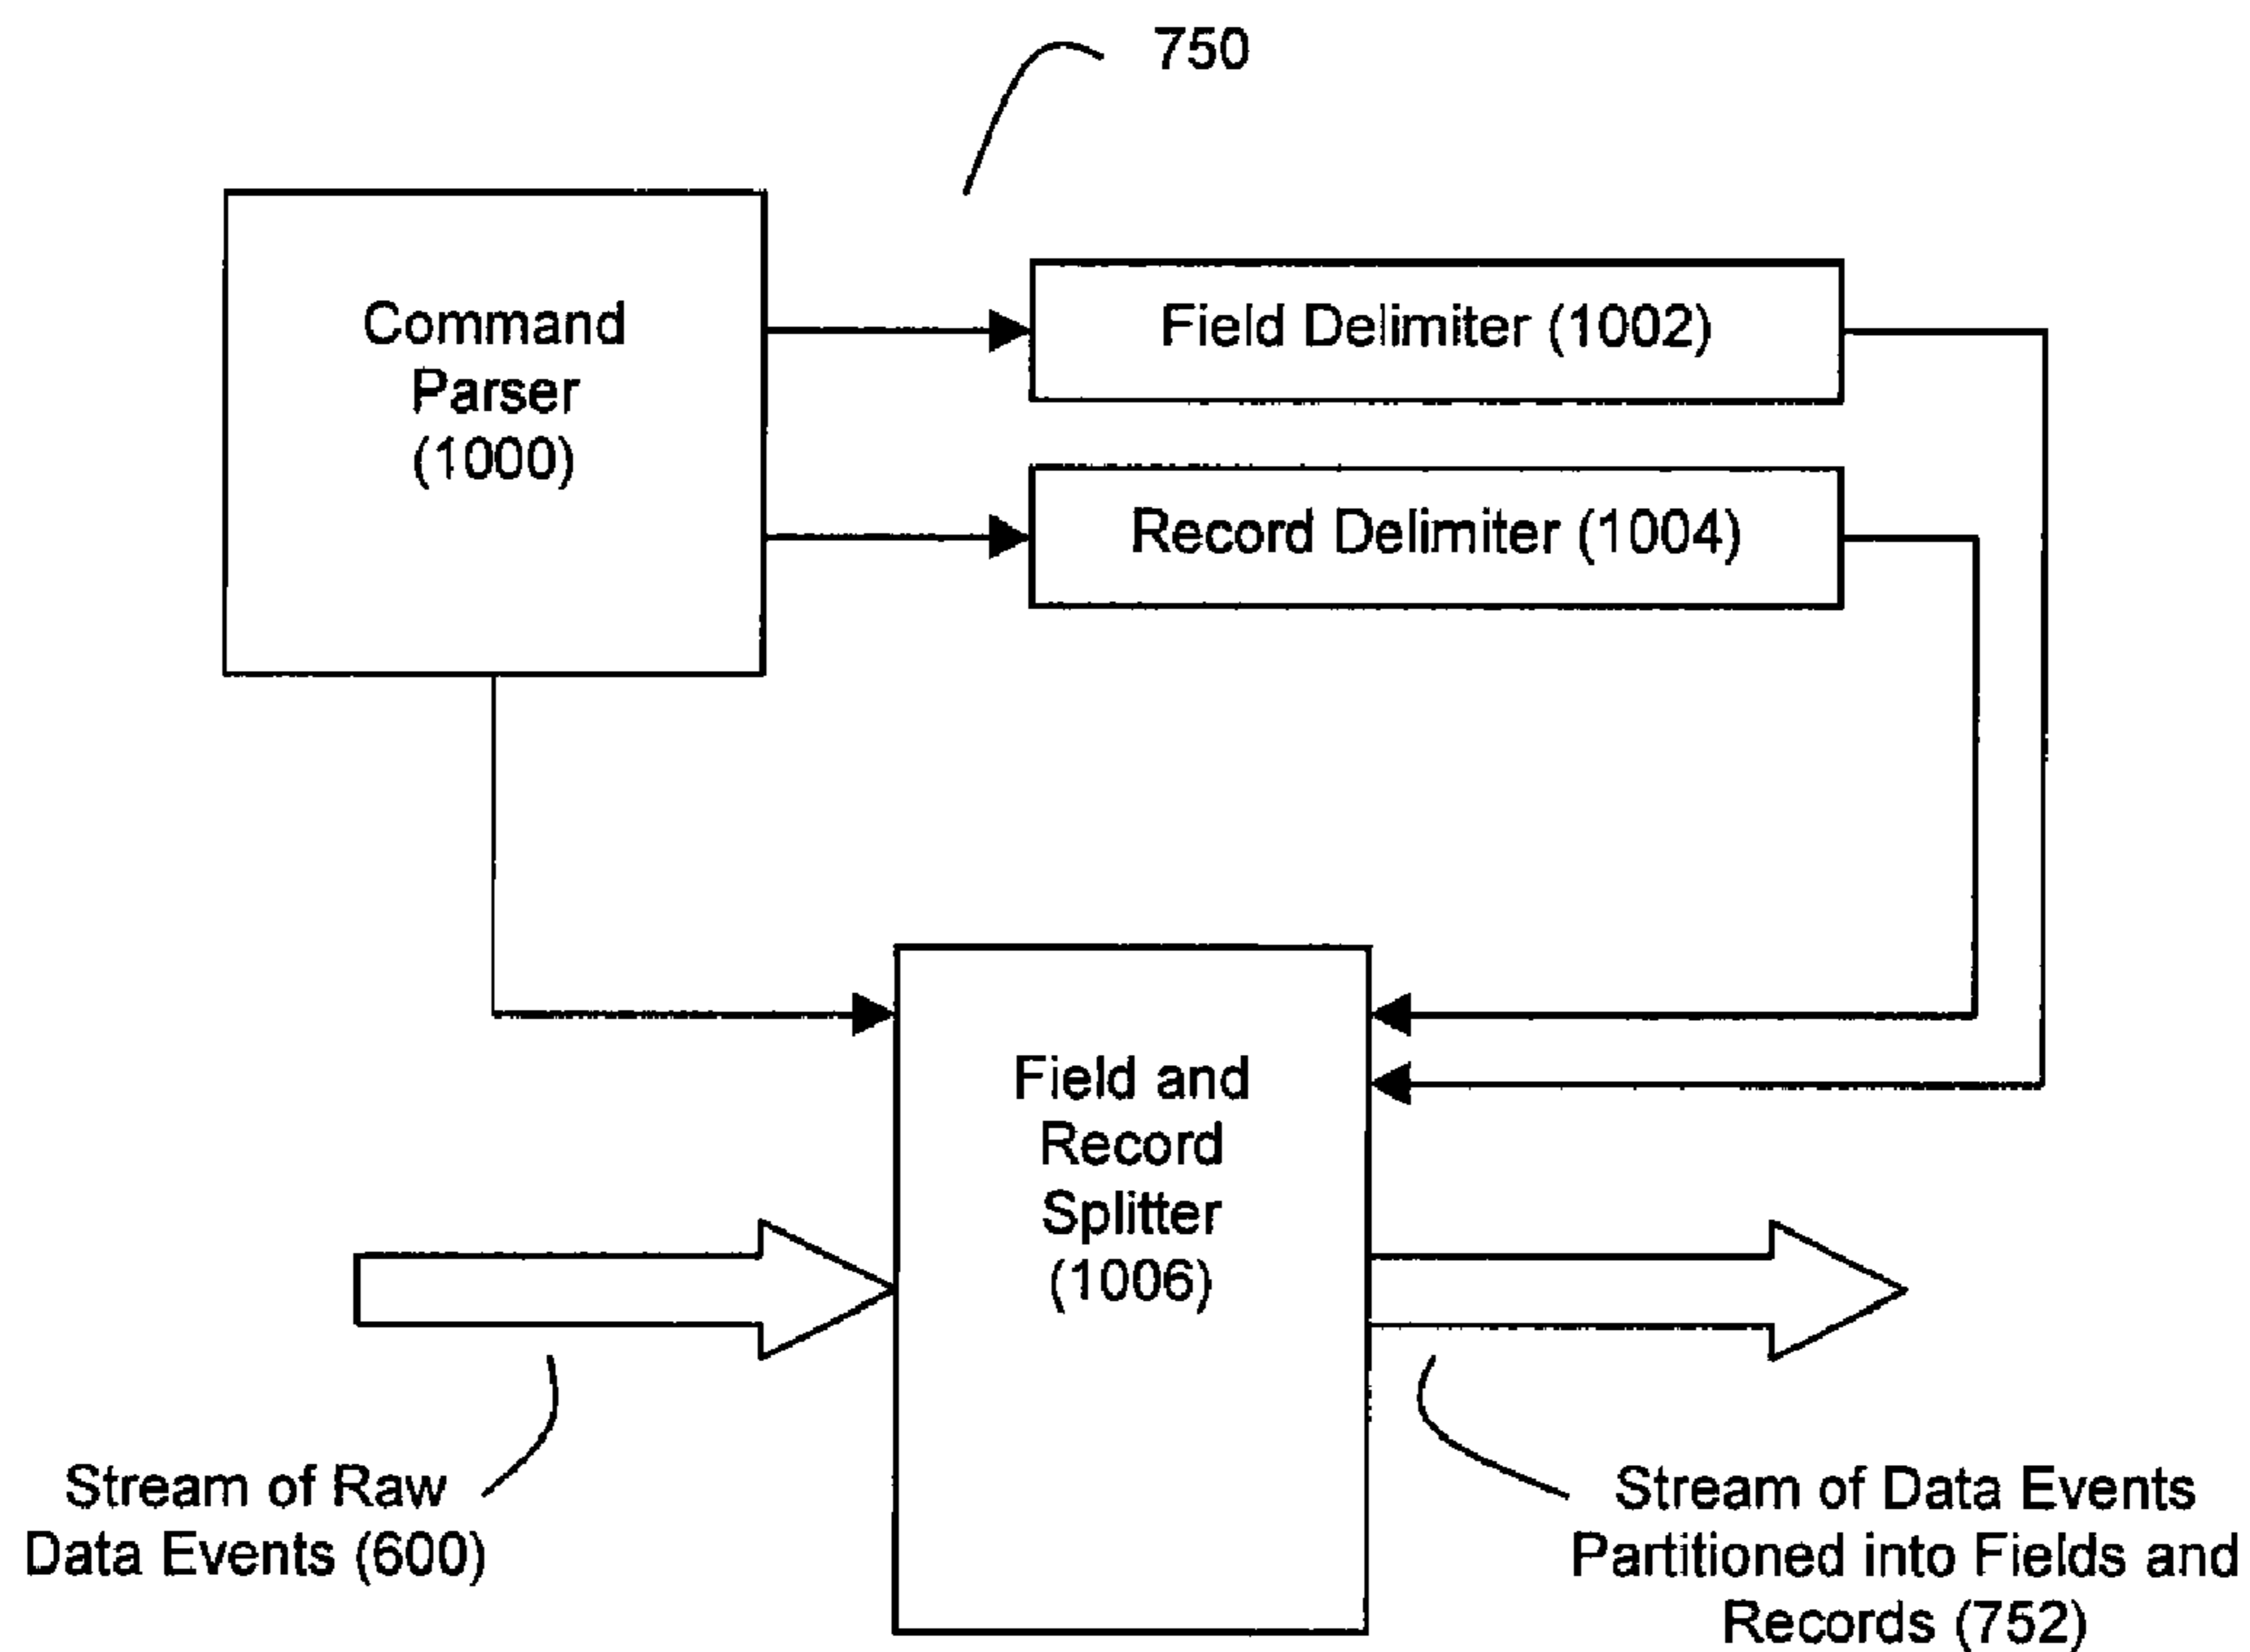 750
Command
Parser
(1000)
Field Delimiter (1002)
Record Delimiter (1004)
Field and
Record
Splitter
(1006)
Stream of Raw
Data Events (600)
Stream of Data Events
Partitioned into Fields and
Records (752)